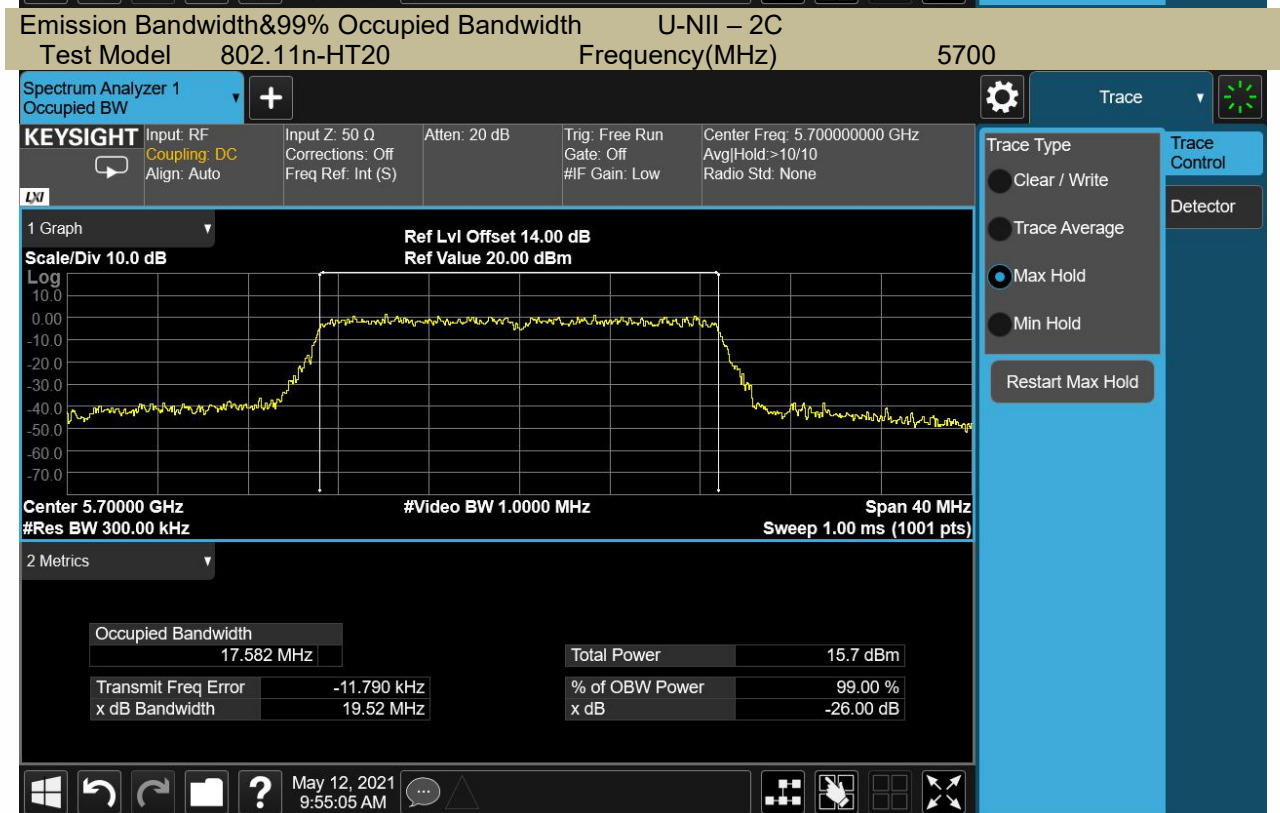 Emission Bandwidth&99% Occupied Bandwidth U-NII – 2C
Test Model 802.11n-HT20 Frequency(MHz) 5700
Spectrum Analyzer 1
Occupied BW
+
Trace
KEYSIGHT
LXI
Input: RF
Coupling: DC
Align: Auto
Input Z: 50 Ω
Corrections: Off
Freq Ref: Int (S)
Atten: 20 dB
Trig: Free Run
Gate: Off
#IF Gain: Low
Center Freq: 5.700000000 GHz
Avg|Hold:>10/10
Radio Std: None
Trace Type
Clear / Write
Trace Average
Max Hold
Min Hold
Restart Max Hold
Trace
Control
Detector
1 Graph
Scale/Div 10.0 dB
Ref Lvl Offset 14.00 dB
Ref Value 20.00 dBm
Log
10.0
0.00
-10.0
-20.0
-30.0
-40.0
-50.0
-60.0
-70.0
Center 5.70000 GHz #Video BW 1.0000 MHz Span 40 MHz
#Res BW 300.00 kHz Sweep 1.00 ms (1001 pts)
2 Metrics
Occupied Bandwidth
17.582 MHz
Total Power 15.7 dBm
Transmit Freq Error -11.790 kHz
% of OBW Power 99.00 %
x dB Bandwidth 19.52 MHz
x dB -26.00 dB
?
May 12, 2021
9:55:05 AM